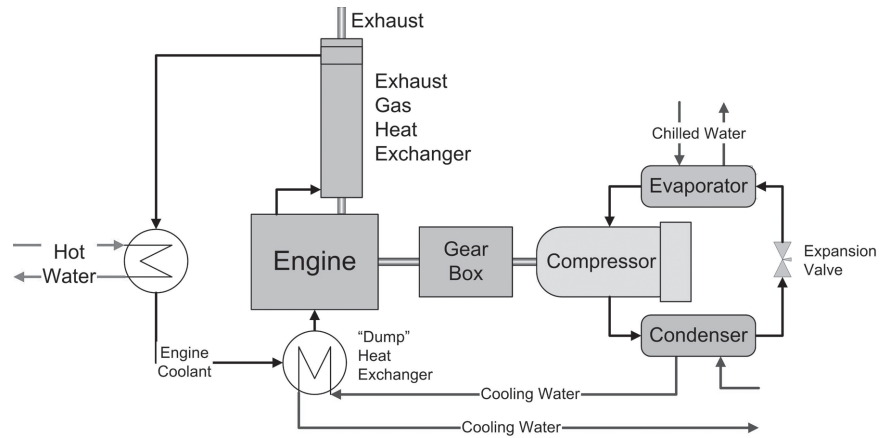 Exhaust
Exhaust
Gas
Heat
Exchanger
Chilled Water
Evaporator
Engine
Gear
Box
Compressor
Expansion
Valve
Hot
Water
Condenser
"Dump"
Heat
Exchanger
Engine
Coolant
Cooling Water
Cooling Water